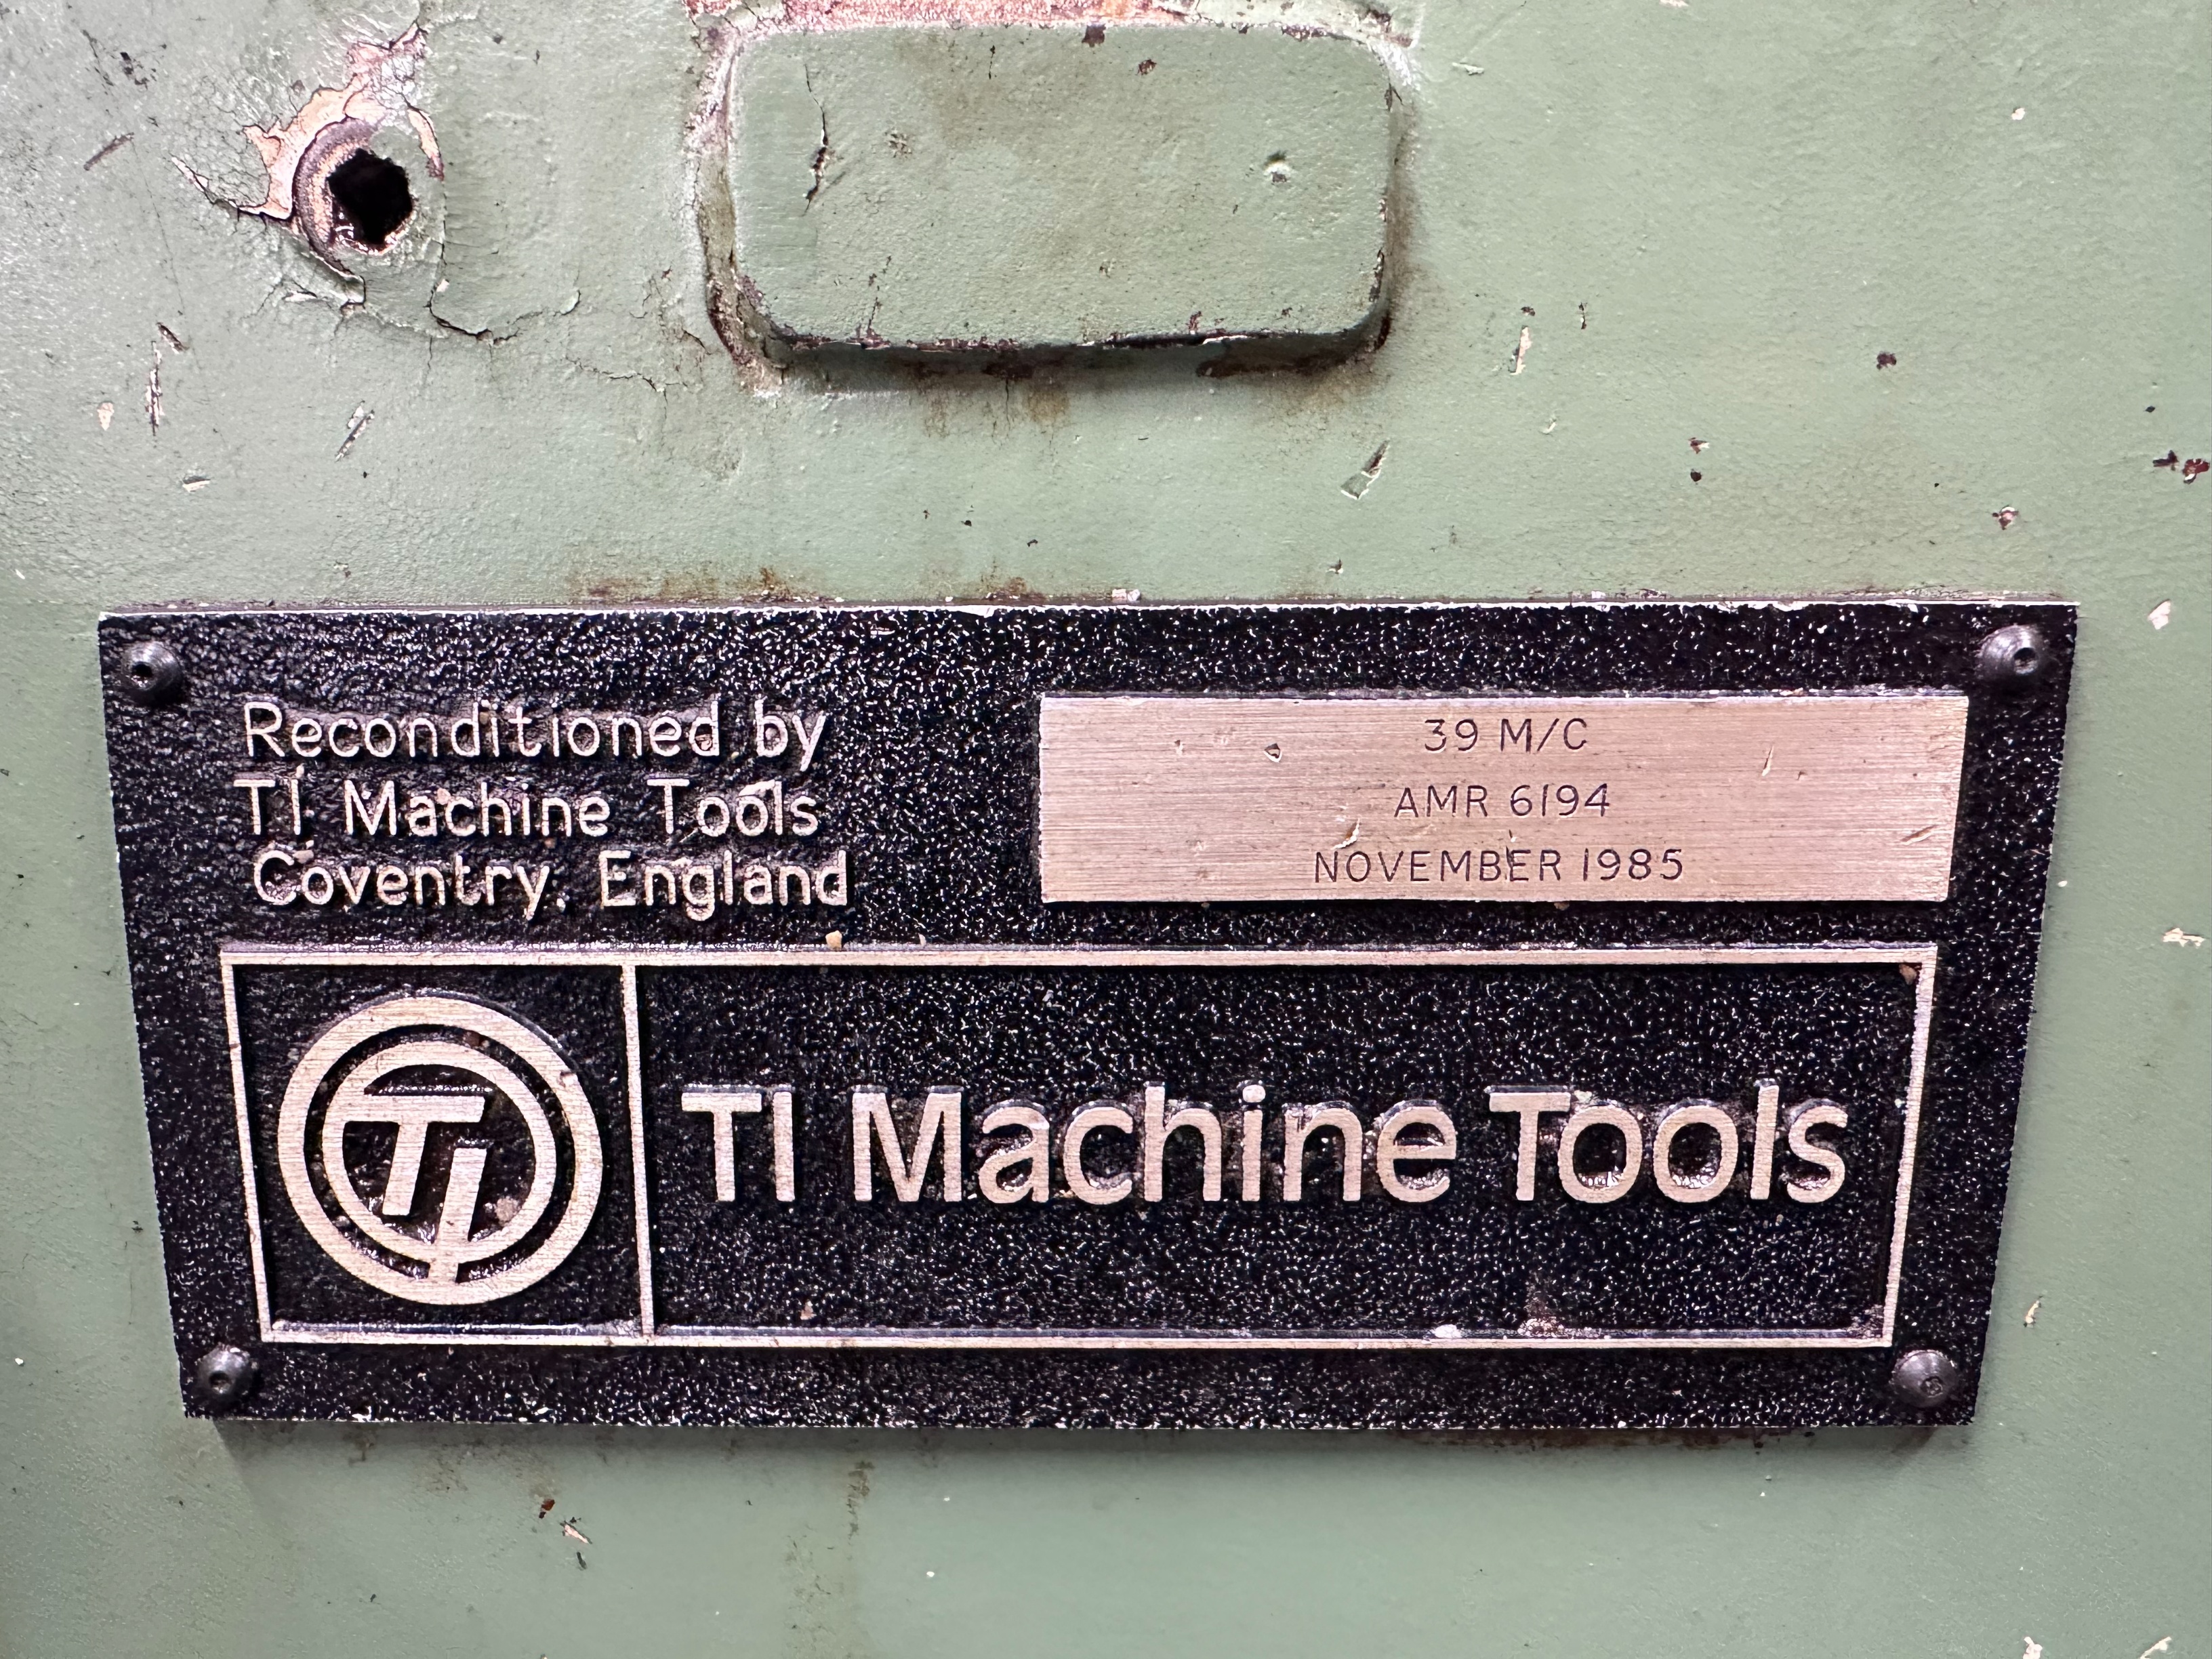 Reconditioned by
TI Machine Tools
Coventry, England
39 M/C
AMR 6194
NOVEMBER 1985
TI
TI Machine Tools